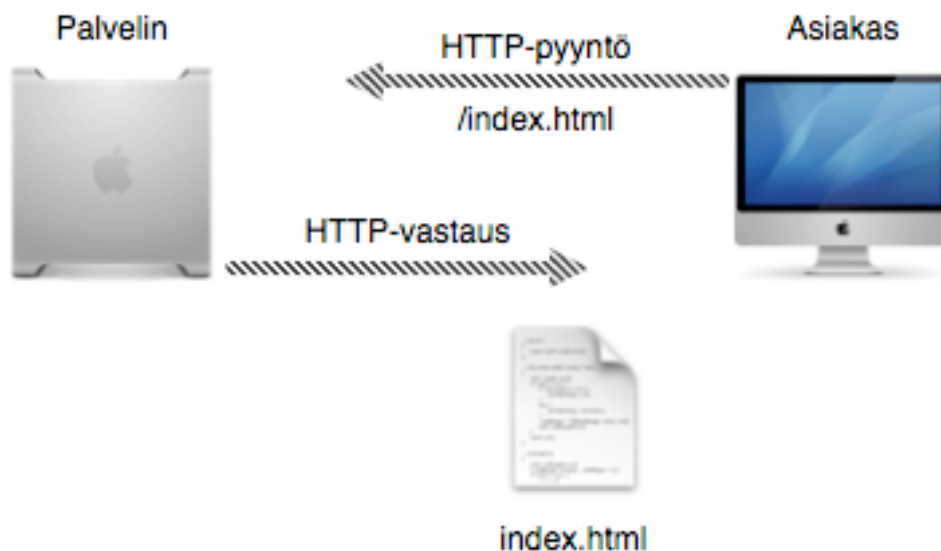 Palvelin
HTTP-pyyntö
Asiakas
/index.html
HTTP-vastaus
index.html